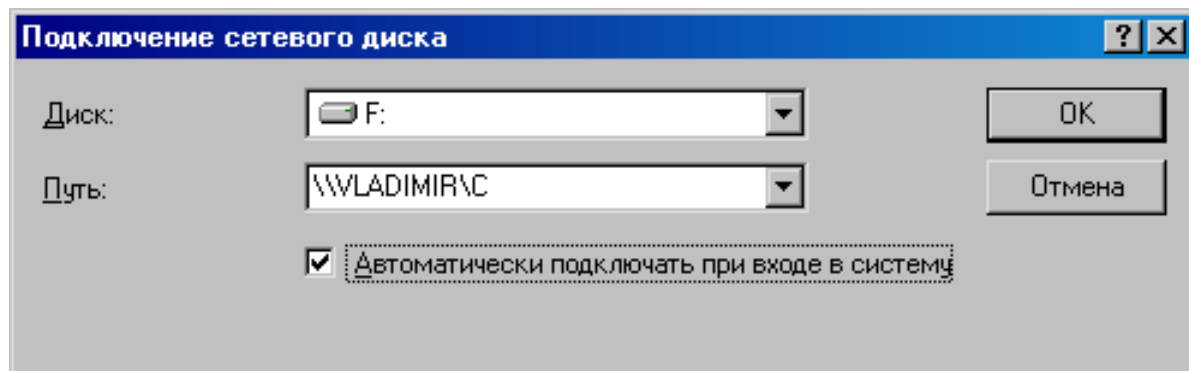 Подключение сетевого диска
Диск: F: OK
Путь: \\VLADIMIR\C Отмена
Автоматически подключать при входе в систему